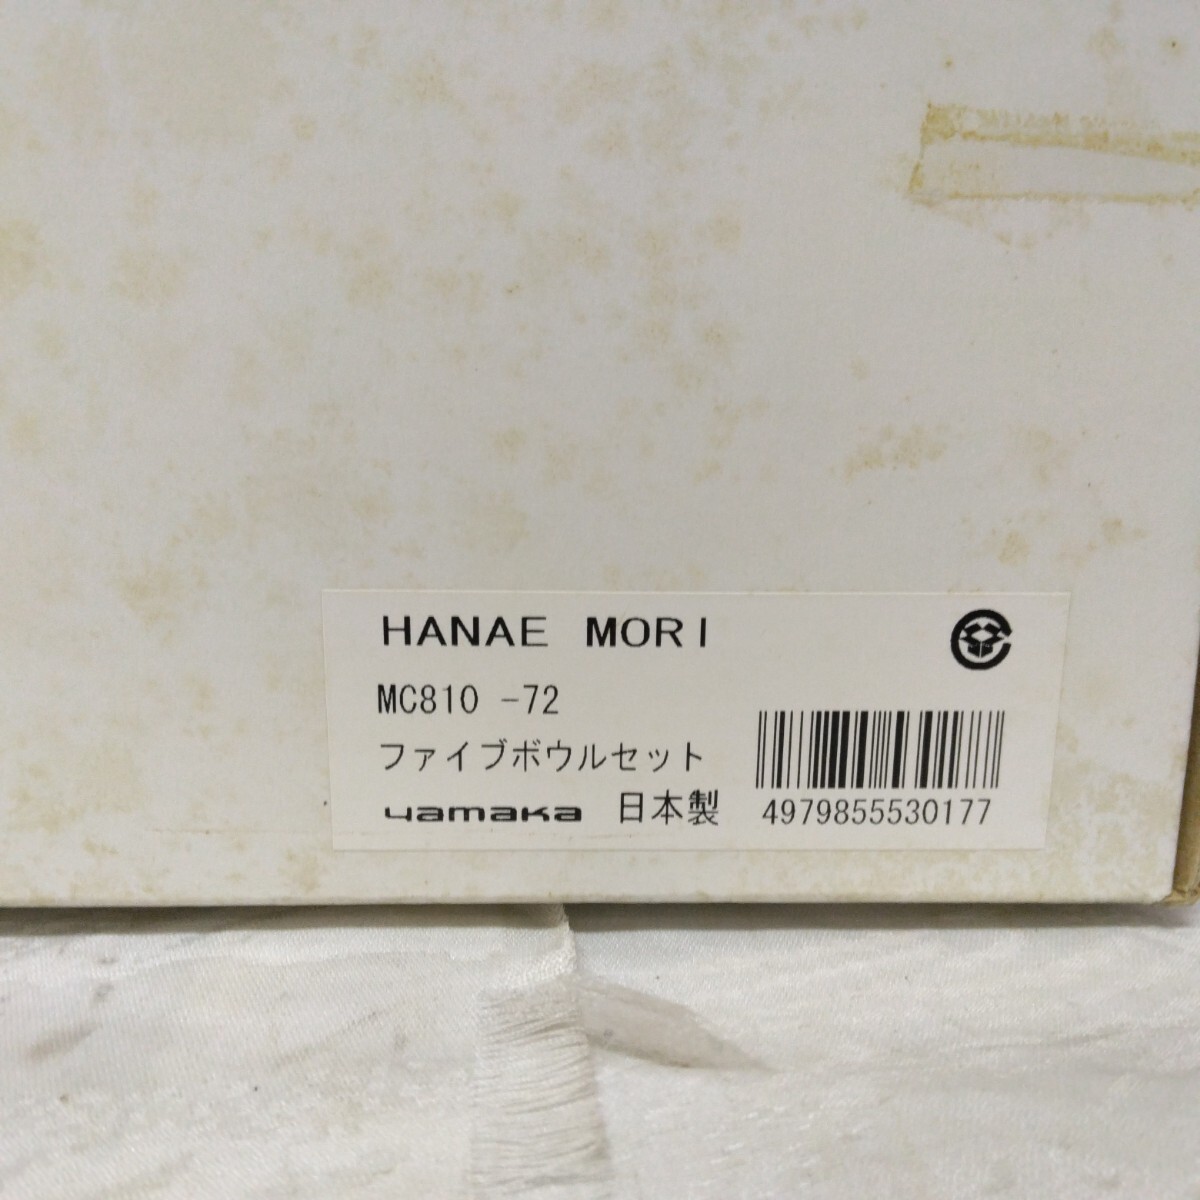 HANAE MORI
MC810 -72
ファイブボウルセット
yamaka 日本製
4979855530177